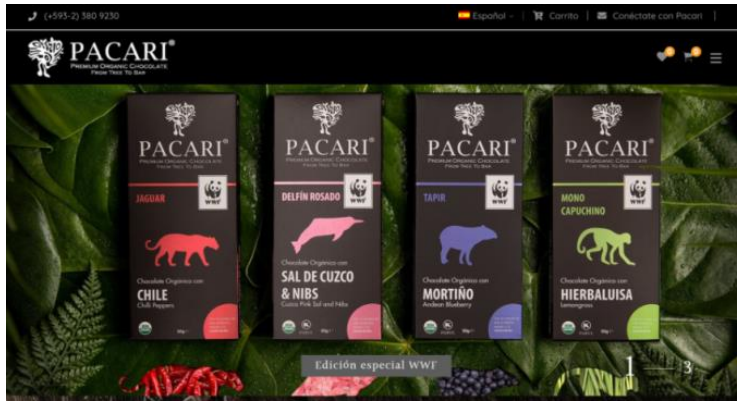 (+593-2) 380 9230
Español
Carrito
Conéctate con Pacari
PACARI®
PREMIUM ORGANIC CHOCOLATE
FROM TREE TO BAR
0
0
PACARI®
PREMIUM ORGANIC CHOCOLATE
FROM TREE TO BAR
JAGUAR
WWF
Chocolate Orgánico con
CHILE
Chilli Peppers
PACARI®
PREMIUM ORGANIC CHOCOLATE
FROM TREE TO BAR
DELFÍN ROSADO
WWF
Chocolate Orgánico con
SAL DE CUZCO
& NIBS
Cuzco Pink Salt and Nibs
PACARI®
PREMIUM ORGANIC CHOCOLATE
FROM TREE TO BAR
TAPIR
WWF
Chocolate Orgánico con
MORTIÑO
Andean Blueberry
PACARI®
PREMIUM ORGANIC CHOCOLATE
FROM TREE TO BAR
MONO
CAPUCHINO
WWF
Chocolate Orgánico con
HIERBALUISA
Lemongrass
Edición especial WWF
1
3